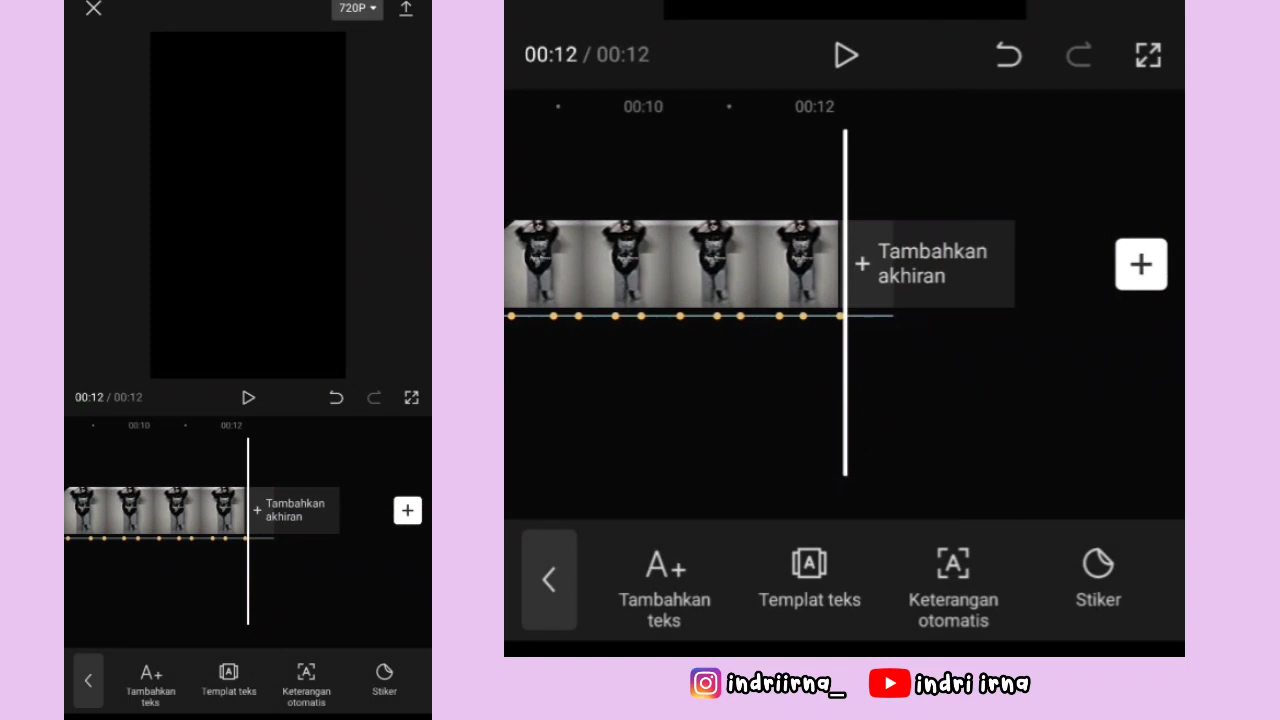 720P
00:12 / 00:12
00:10
00:12
+ Tambahkan
akhiran
+
A+
Tambahkan
teks
A
Templat teks
A
Keterangan
otomatis
Stiker
00:12 / 00:12
00:10
00:12
+ Tambahkan
akhiran
+
A+
Tambahkan
teks
A
Templat teks
A
Keterangan
otomatis
Stiker
indriirna_
indri irna